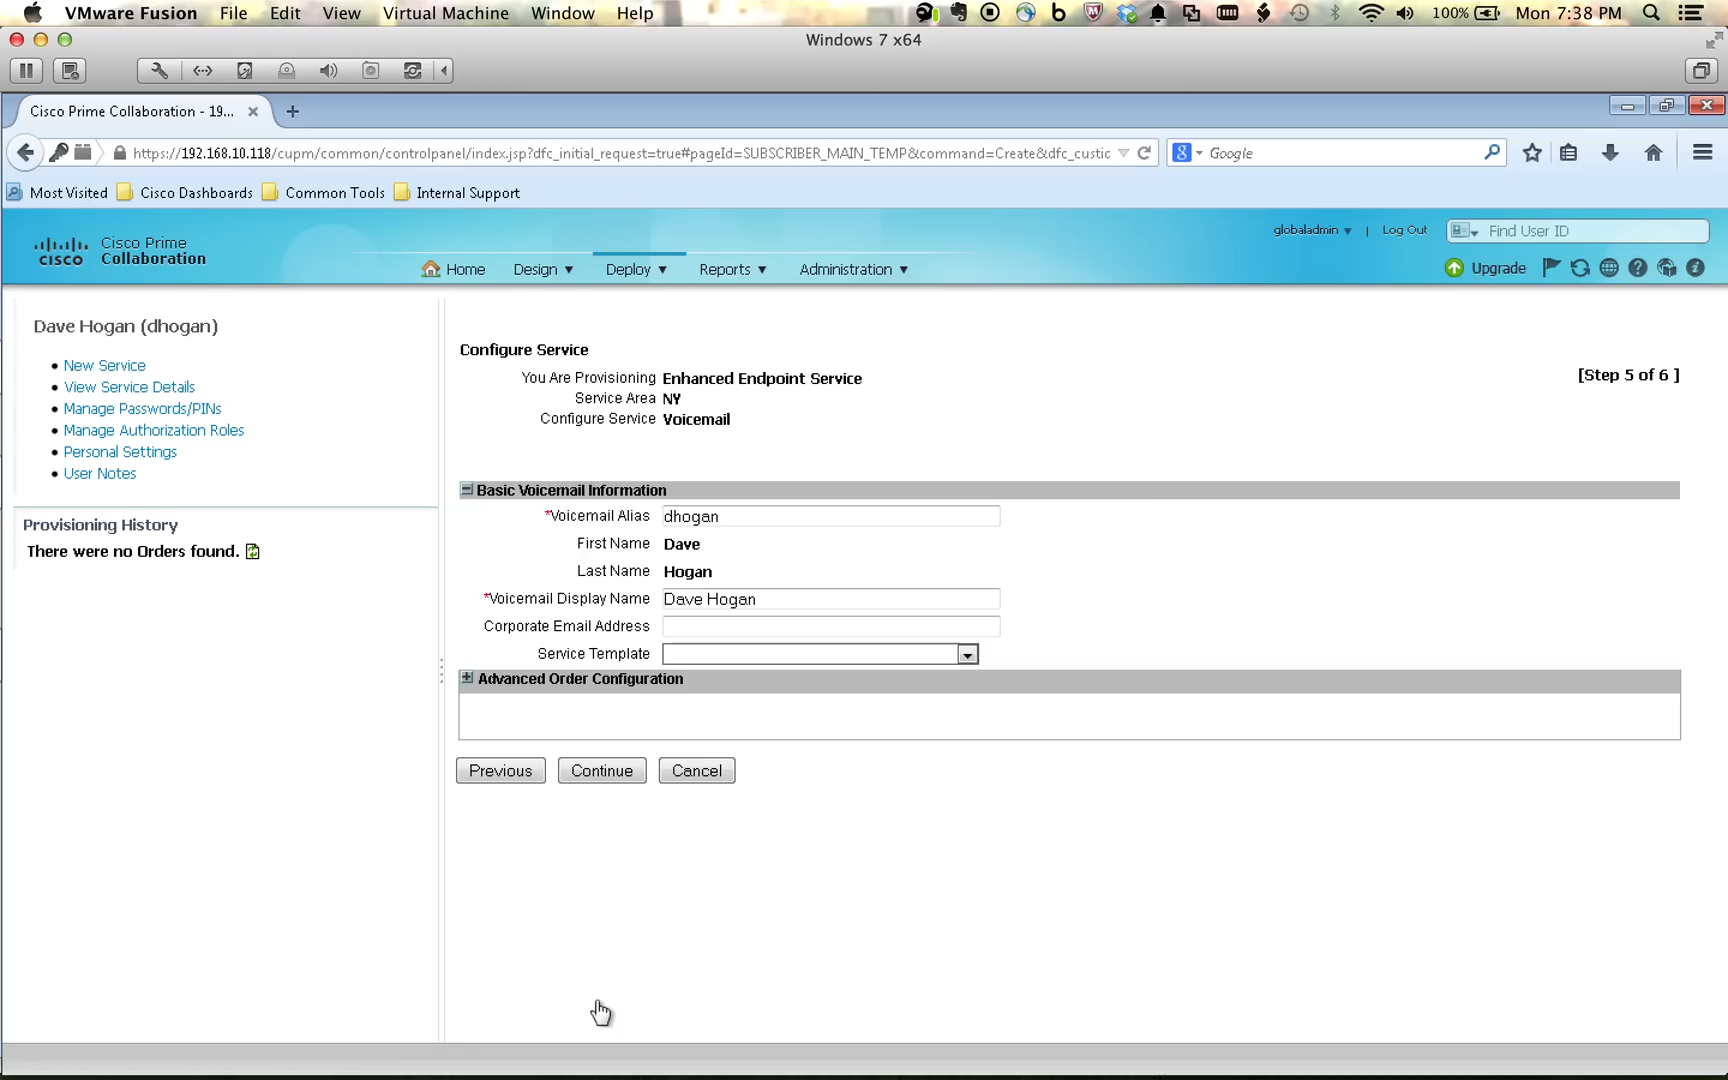 VMware Fusion File Edit View Virtual Machine Window Help 100% Mon 7:38 PM
Windows 7 x64
Cisco Prime Collaboration - 19...
https://192.168.10.118/cupm/common/controlpanel/index.jsp?dfc_initial_request=true#pageId=SUBSCRIBER_MAIN_TEMP&command=Create&dfc_custic
Google
Most Visited Cisco Dashboards Common Tools Internal Support
cisco
Cisco Prime
Collaboration
globaladmin | Log Out Find User ID
Home Design Deploy Reports Administration
Upgrade
Dave Hogan (dhogan)
New Service
View Service Details
Manage Passwords/PINs
Manage Authorization Roles
Personal Settings
User Notes
Provisioning History
There were no Orders found.
Configure Service
You Are Provisioning Enhanced Endpoint Service
[Step 5 of 6 ]
Service Area NY
Configure Service Voicemail
Basic Voicemail Information
*Voicemail Alias dhogan
First Name Dave
Last Name Hogan
*Voicemail Display Name Dave Hogan
Corporate Email Address
Service Template
Advanced Order Configuration
Previous Continue Cancel